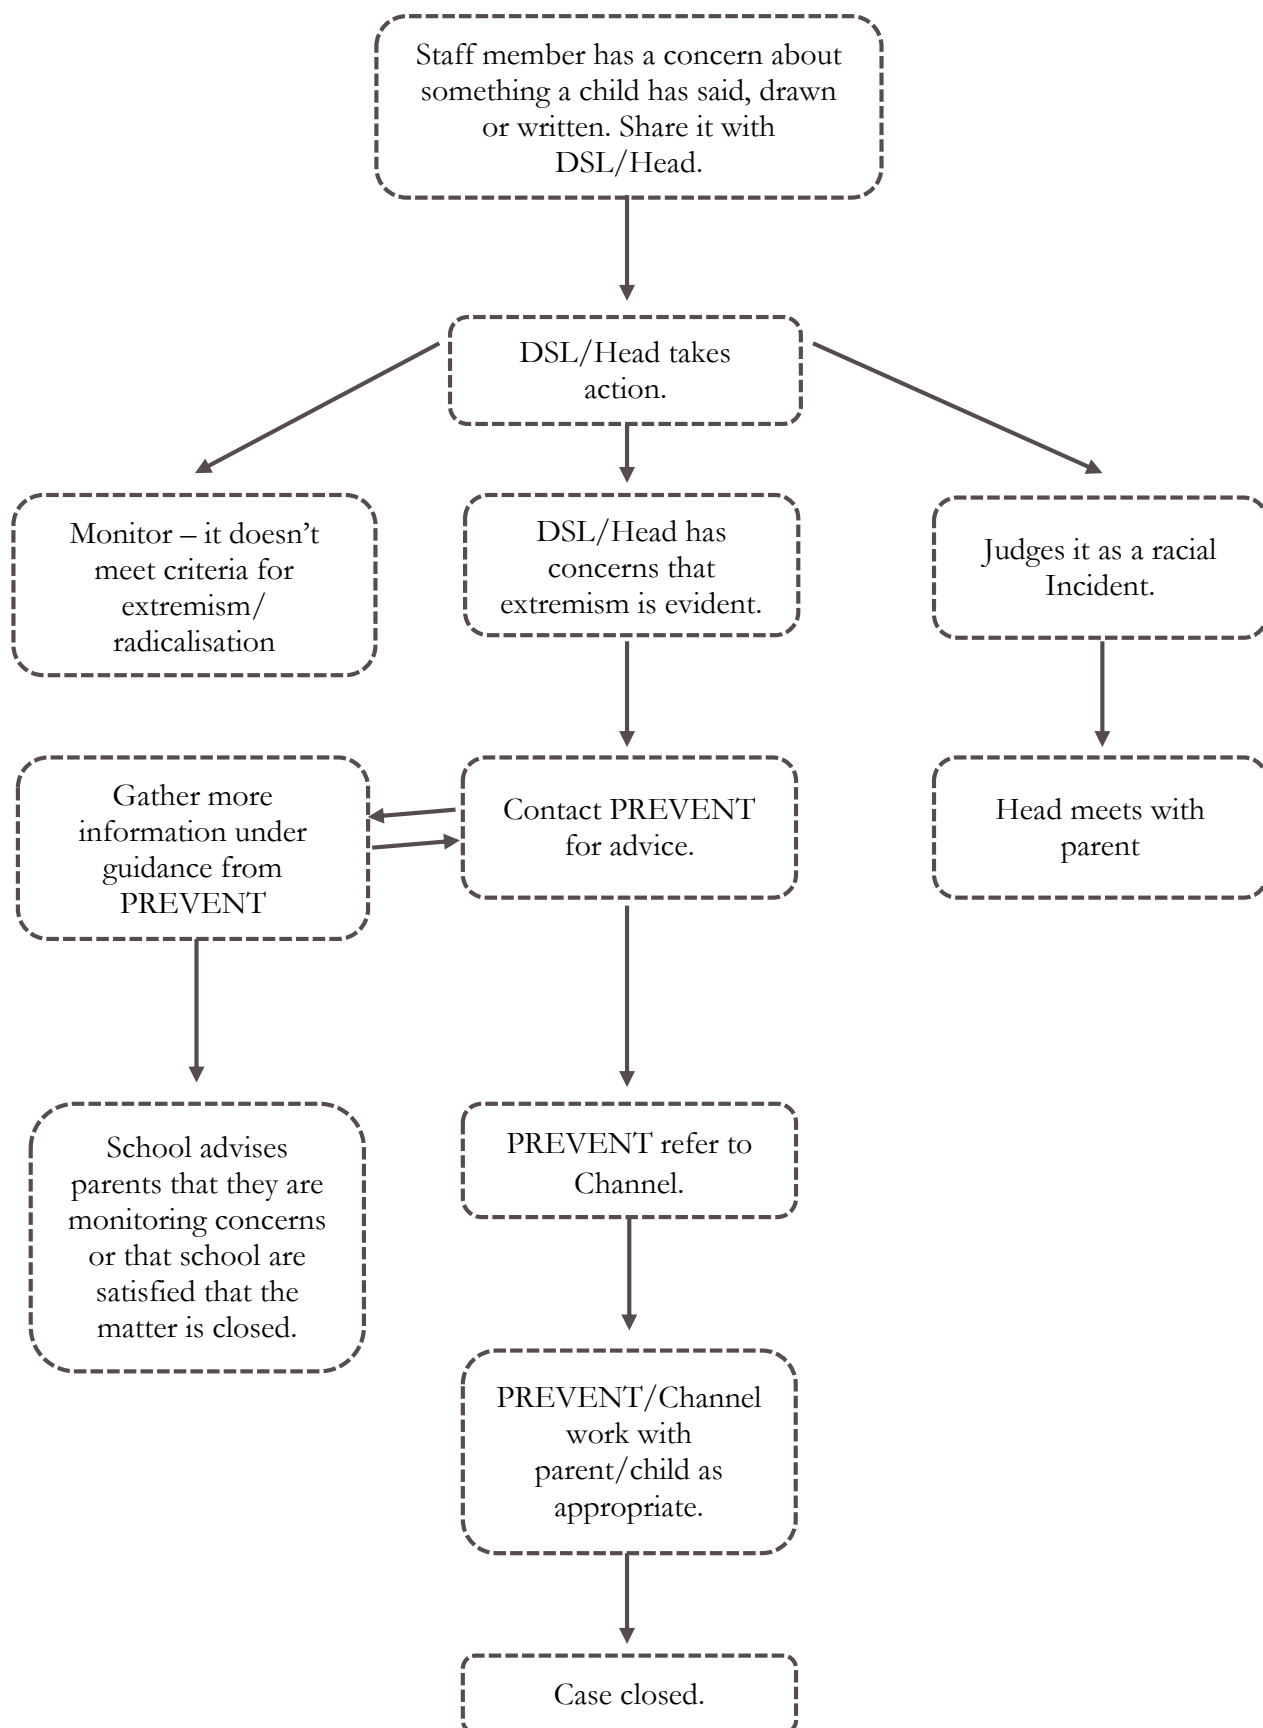 Staff member has a concern about
something a child has said, drawn
or written. Share it with
DSL/Head.
DSL/Head takes
action.
Monitor – it doesn’t
meet criteria for
extremism/
radicalisation
DSL/Head has
concerns that
extremism is evident.
Judges it as a racial
Incident.
Gather more
information under
guidance from
PREVENT
Contact PREVENT
for advice.
Head meets with
parent
School advises
parents that they are
monitoring concerns
or that school are
satisfied that the
matter is closed.
PREVENT refer to
Channel.
PREVENT/Channel
work with
parent/child as
appropriate.
Case closed.